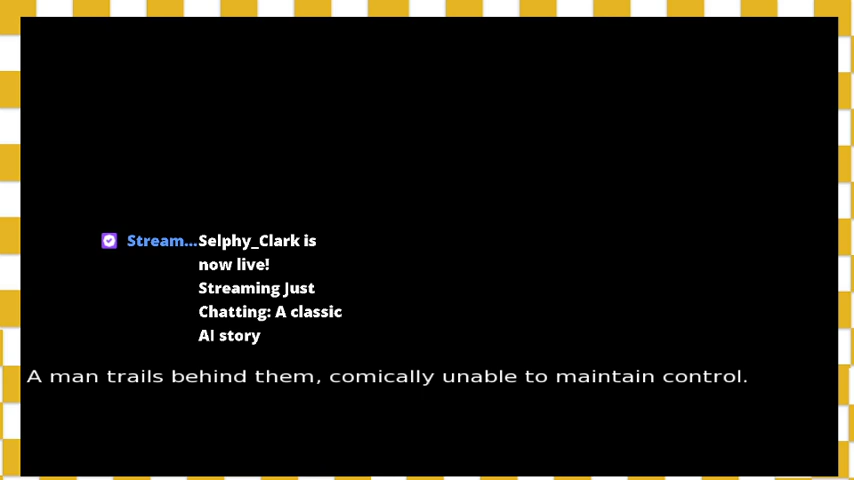 Stream...Selphy_Clark is
now live!
Streaming Just
Chatting: A classic
AI story
A man trails behind them, comically unable to maintain control.